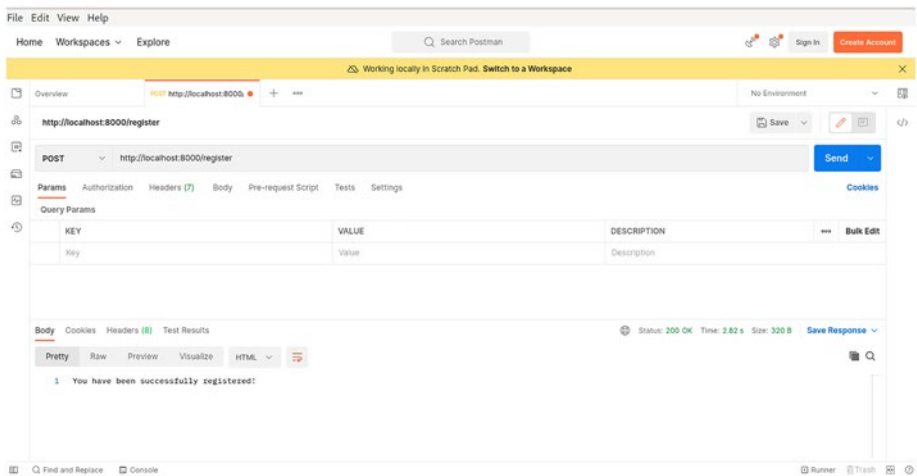 File Edit View Help
Home Workspaces Explore Search Postman Sign In Create Account
Working locally in Scratch Pad. Switch to a Workspace
Overview POST http://localhost:8000/ No Environment
http://localhost:8000/register Save
POST http://localhost:8000/register Send
Params Authorization Headers (7) Body Pre-request Script Tests Settings Cookies
Query Params
KEY VALUE DESCRIPTION Bulk Edit
Key Value Description
Body Cookies Headers (8) Test Results Status: 200 OK Time: 2.82 s Size: 320 B Save Response
Pretty Raw Preview Visualize HTML
1 You have been successfully registered!
Find and Replace Console Runner Trash